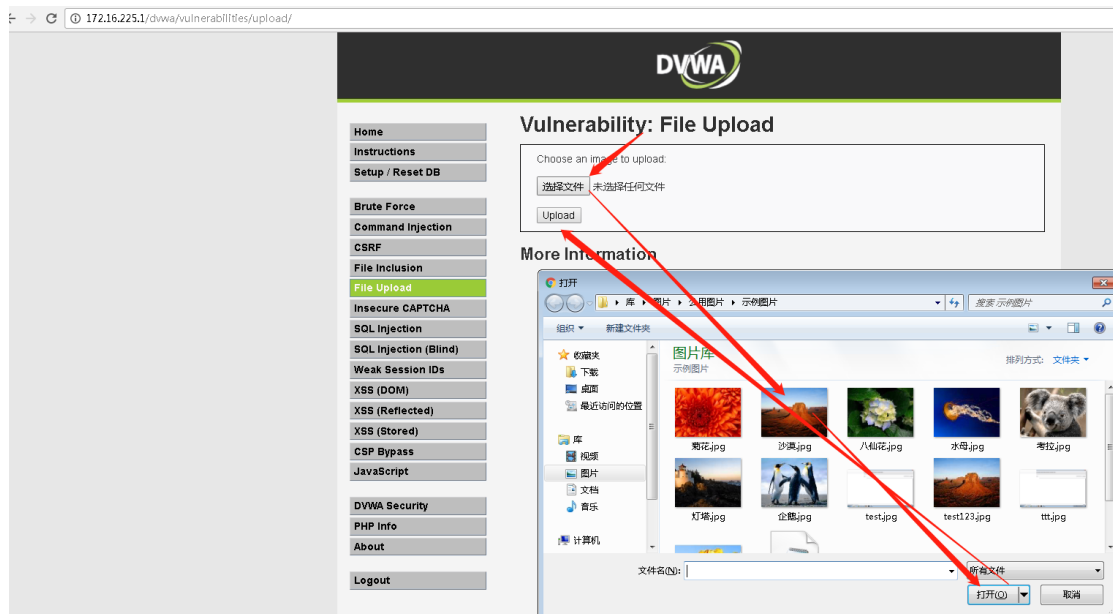 172.16.225.1/dvwa/vulnerabilities/upload/
DVWA
Home
Instructions
Setup / Reset DB
Brute Force
Command Injection
CSRF
File Inclusion
File Upload
Insecure CAPTCHA
SQL Injection
SQL Injection (Blind)
Weak Session IDs
XSS (DOM)
XSS (Reflected)
XSS (Stored)
CSP Bypass
JavaScript
DVWA Security
PHP Info
About
Logout
Vulnerability: File Upload
Choose an image to upload:
选择文件 未选择任何文件
Upload
More Information
打开
库 图片 公用图片 示例图片
搜索 示例图片
组织 新建文件夹
收藏夹
下载
桌面
最近访问的位置
库
视频
图片
文档
音乐
计算机
图片库
示例图片
排列方式: 文件夹
菊花.jpg 沙漠.jpg 八仙花.jpg 水母.jpg 考拉.jpg
灯塔.jpg 企鹅.jpg test.jpg test123.jpg ttt.jpg
文件名(N): 所有文件
打开(O) 取消